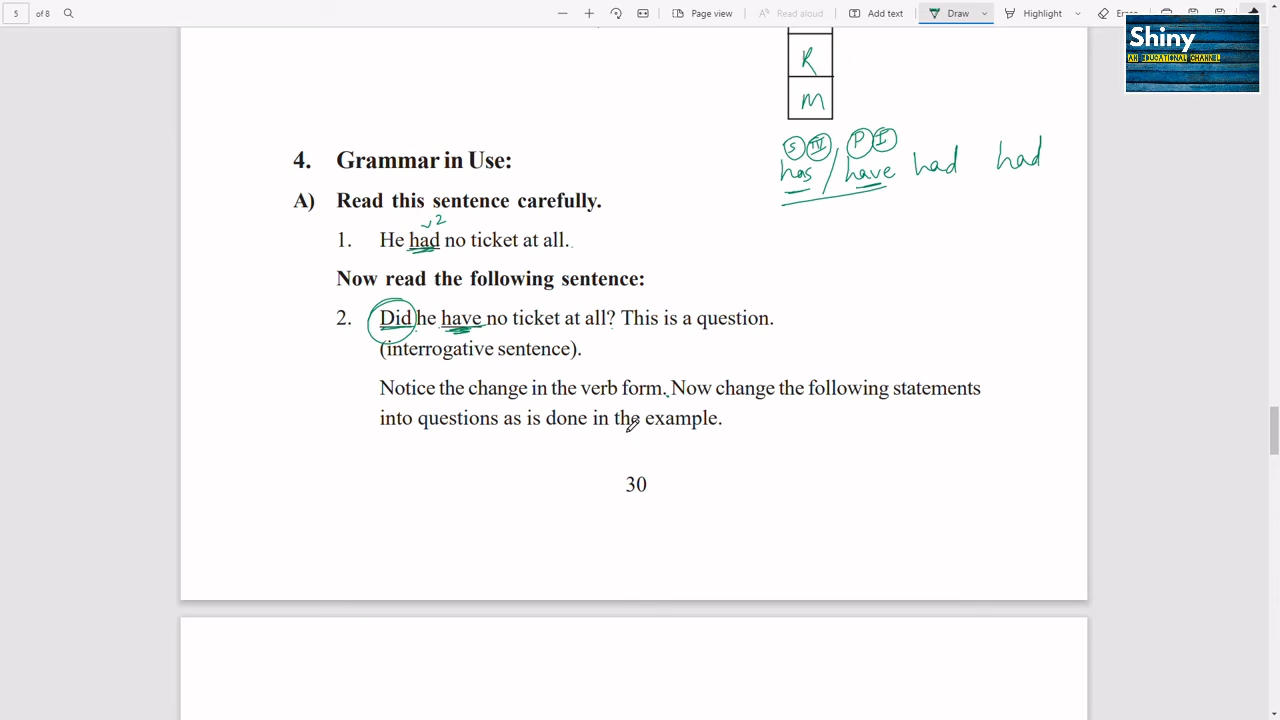 5 of 8 Page view Read aloud Add text Draw Highlight Erase
Shiny
AN EDUCATIONAL CHANNEL
R
M
S IV P I
has / have had had
4. Grammar in Use:
A) Read this sentence carefully.
v2
1. He had no ticket at all.
Now read the following sentence:
2. Did he have no ticket at all? This is a question.
(interrogative sentence).
Notice the change in the verb form. Now change the following statements
into questions as is done in the example.
30